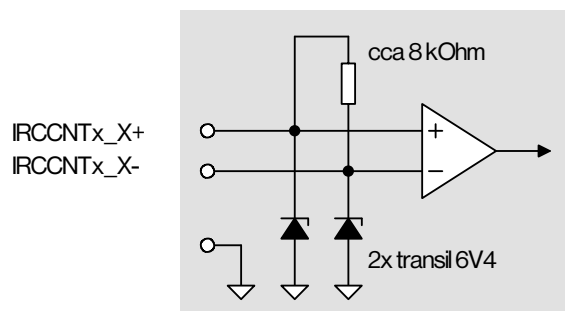 cca 8 kOhm
IRCCNTx_X+
IRCCNTx_X-
+
−
2x transil 6V4